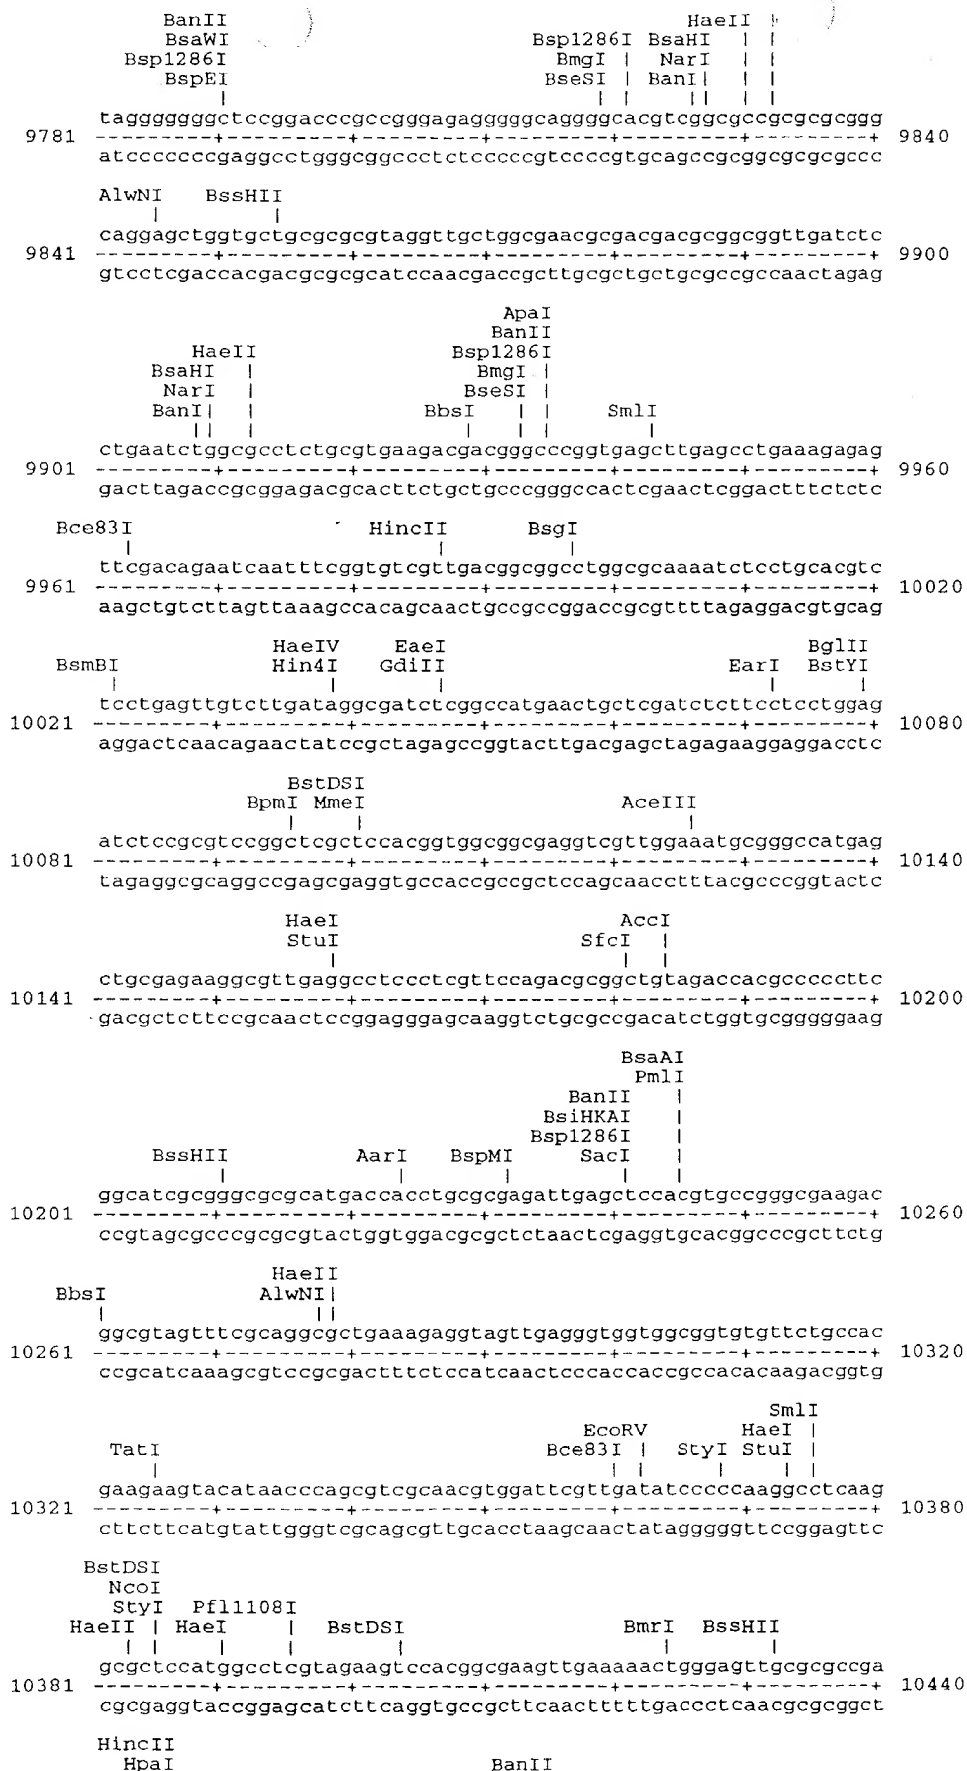 BanII HaeII
BsaWI Bsp1286I BsaHI
Bsp1286I BmgI NarI
BspEI BseSI BanI
taggggggggctccggacccgccgggagagggggcaggggcacgtcggcgccgcgcgcggg
9781 ---------+---------+---------+---------+---------+---------+ 9840
atccccccccgaggcctgggcggccctctcccccgtccccgtgcagccgcggcgcgcgccc
AlwNI BssHII
caggagctggtgctgcgcgcgtaggttgctggcgaacgcgacgacgcggcggttgatctc
9841 ---------+---------+---------+---------+---------+---------+ 9900
gtcctcgaccacgacgcgcgcatccaacgaccgcttgcgctgctgcgccgccaactagag
ApaI
BanII
HaeII Bsp1286I
BsaHI BmgI
NarI BseSI
BanI BbsI SmlI
ctgaatctggcgcctctgcgtgaagacgacgggcccggtgagcttgagcctgaaagagag
9901 ---------+---------+---------+---------+---------+---------+ 9960
gacttagaccgcggagacgcacttctgctgcccgggccactcgaactcggactttctctc
Bce83I HincII BsgI
ttcgacagaatcaatttcggtgtcgttgacggcggcctggcgcaaaatctcctgcacgtc
9961 ---------+---------+---------+---------+---------+---------+ 10020
aagctgtcttagttaaagccacagcaactgccgccggaccgcgttttagaggacgtgcag
HaeIV EaeI BglII
BsmBI Hin4I GdiII EarI BstYI
tcctgagttgtcttgataggcgatctcggccatgaactgctcgatctcttcctcctggag
10021 ---------+---------+---------+---------+---------+---------+ 10080
aggactcaacagaactatccgctagagccggtacttgacgagctagagaaggaggacctc
BstDSI
BpmI MmeI AceIII
atctccgcgtccggctcgctccacggtggcggcgaggtcgttggaaatgcgggccatgag
10081 ---------+---------+---------+---------+---------+---------+ 10140
tagaggcgcaggccgagcgaggtgccaccgccgctccagcaacctttacgcccggtactc
HaeI AccI
StuI SfcI
ctgcgagaaggcgttgaggcctccctcgttccagacgcggctgtagaccacgcccccttc
10141 ---------+---------+---------+---------+---------+---------+ 10200
gacgctcttccgcaactccggagggagcaaggtctgcgccgacatctggtgcgggggaag
BsaAI
PmlI
BanII
BsiHKAI
Bsp1286I
BssHII AarI BspMI SacI
ggcatcgcgggcgcgcatgaccacctgcgcgagattgagctccacgtgccgggcgaagac
10201 ---------+---------+---------+---------+---------+---------+ 10260
ccgtagcgcccgcgcgtactggtggacgcgctctaactcgaggtgcacggcccgcttctg
HaeII
BbsI AlwNI
ggcgtagtttcgcaggcgctgaaagaggtagttgagggtggtggcggtgtgttctgccac
10261 ---------+---------+---------+---------+---------+---------+ 10320
ccgcatcaaagcgtccgcgactttctccatcaactcccaccaccgccacacaagacggtg
SmlI
EcoRV HaeI
TatI Bce83I StyI StuI
gaagaagtacataacccagcgtcgcaacgtggattcgttgatatcccccaaggcctcaag
10321 ---------+---------+---------+---------+---------+---------+ 10380
cttcttcatgtattgggtcgcagcgttgcacctaagcaactatagggggttccggagttc
BstDSI
NcoI
StyI Pfl1108I
HaeII HaeI BstDSI BmrI BssHII
gcgctccatggcctcgtagaagtccacggcgaagttgaaaaactgggagttgcgcgccga
10381 ---------+---------+---------+---------+---------+---------+ 10440
cgcgaggtaccggagcatcttcaggtgccgcttcaactttttgaccctcaacgcgcggct
HincII
HpaI BanII